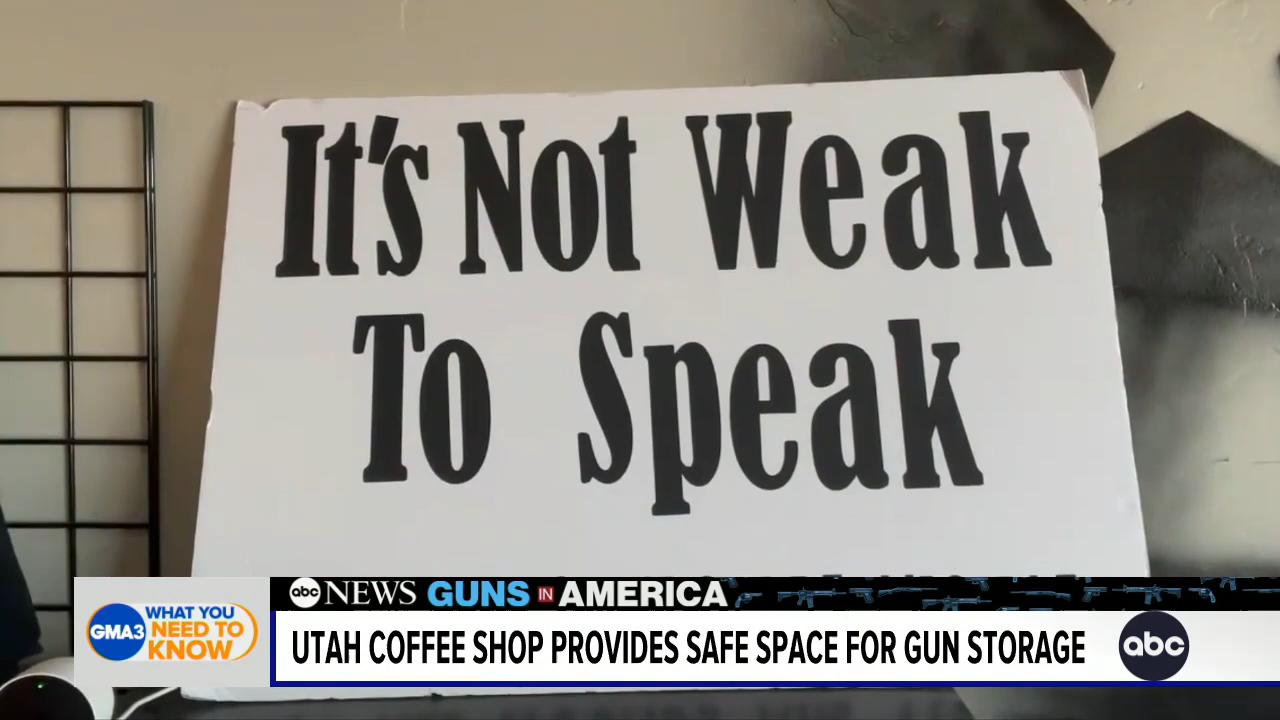 It's Not Weak
To Speak
abc NEWS GUNS IN AMERICA
GMA3 WHAT YOU NEED TO KNOW
UTAH COFFEE SHOP PROVIDES SAFE SPACE FOR GUN STORAGE
abc